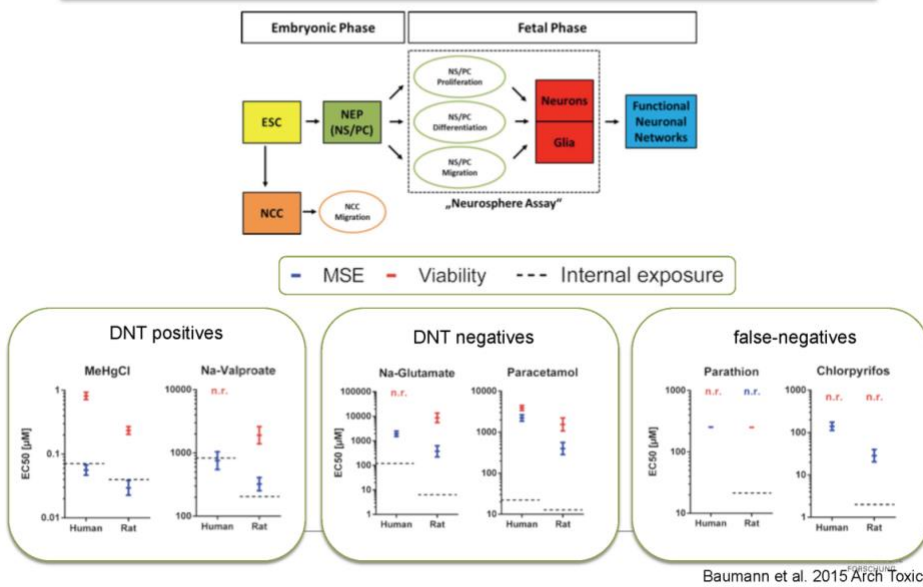 Embryonic Phase
Fetal Phase
ESC
NEP
(NS/PC)
NS/PC
Proliferation
NS/PC
Differentiation
NS/PC
Migration
Neurons
Glia
Functional
Neuronal
Networks
NCC
NCC
Migration
„Neurosphere Assay“
MSE Viability --- Internal exposure
DNT positives
MeHgCl
EC50 [µM]
1
0.1
0.01
Human Rat
Na-Valproate
n.r.
10000
1000
100
Human Rat
DNT negatives
Na-Glutamate
EC50 [µM]
n.r.
100000
10000
1000
100
10
1
Human Rat
Paracetamol
10000
1000
100
10
Human Rat
false-negatives
Parathion
EC50 [µM]
n.r. n.r.
1000
100
10
Human Rat
Chlorpyrifos
n.r. n.r.
1000
100
10
1
Human Rat
FORSCHUNG
Baumann et al. 2015 Arch Toxic